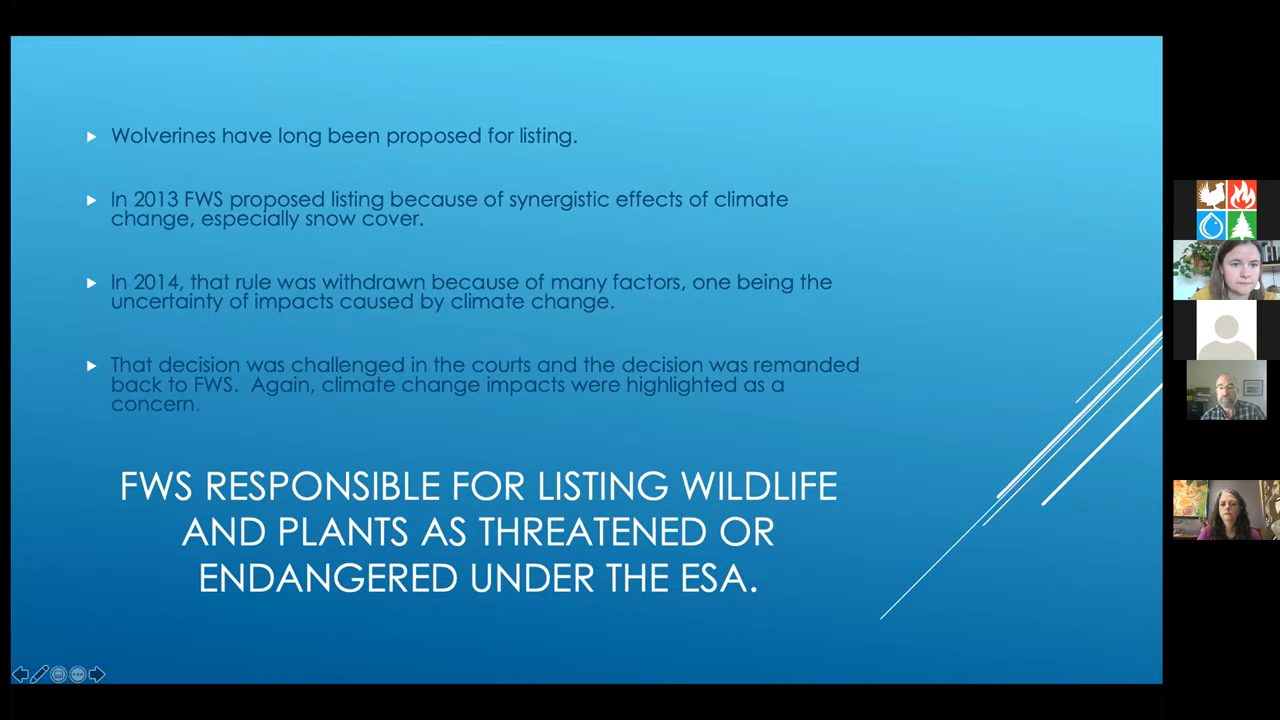 Wolverines have long been proposed for listing.
In 2013 FWS proposed listing because of synergistic effects of climate
change, especially snow cover.
In 2014, that rule was withdrawn because of many factors, one being the
uncertainty of impacts caused by climate change.
That decision was challenged in the courts and the decision was remanded
back to FWS.  Again, climate change impacts were highlighted as a
concern.
FWS RESPONSIBLE FOR LISTING WILDLIFE
AND PLANTS AS THREATENED OR
ENDANGERED UNDER THE ESA.